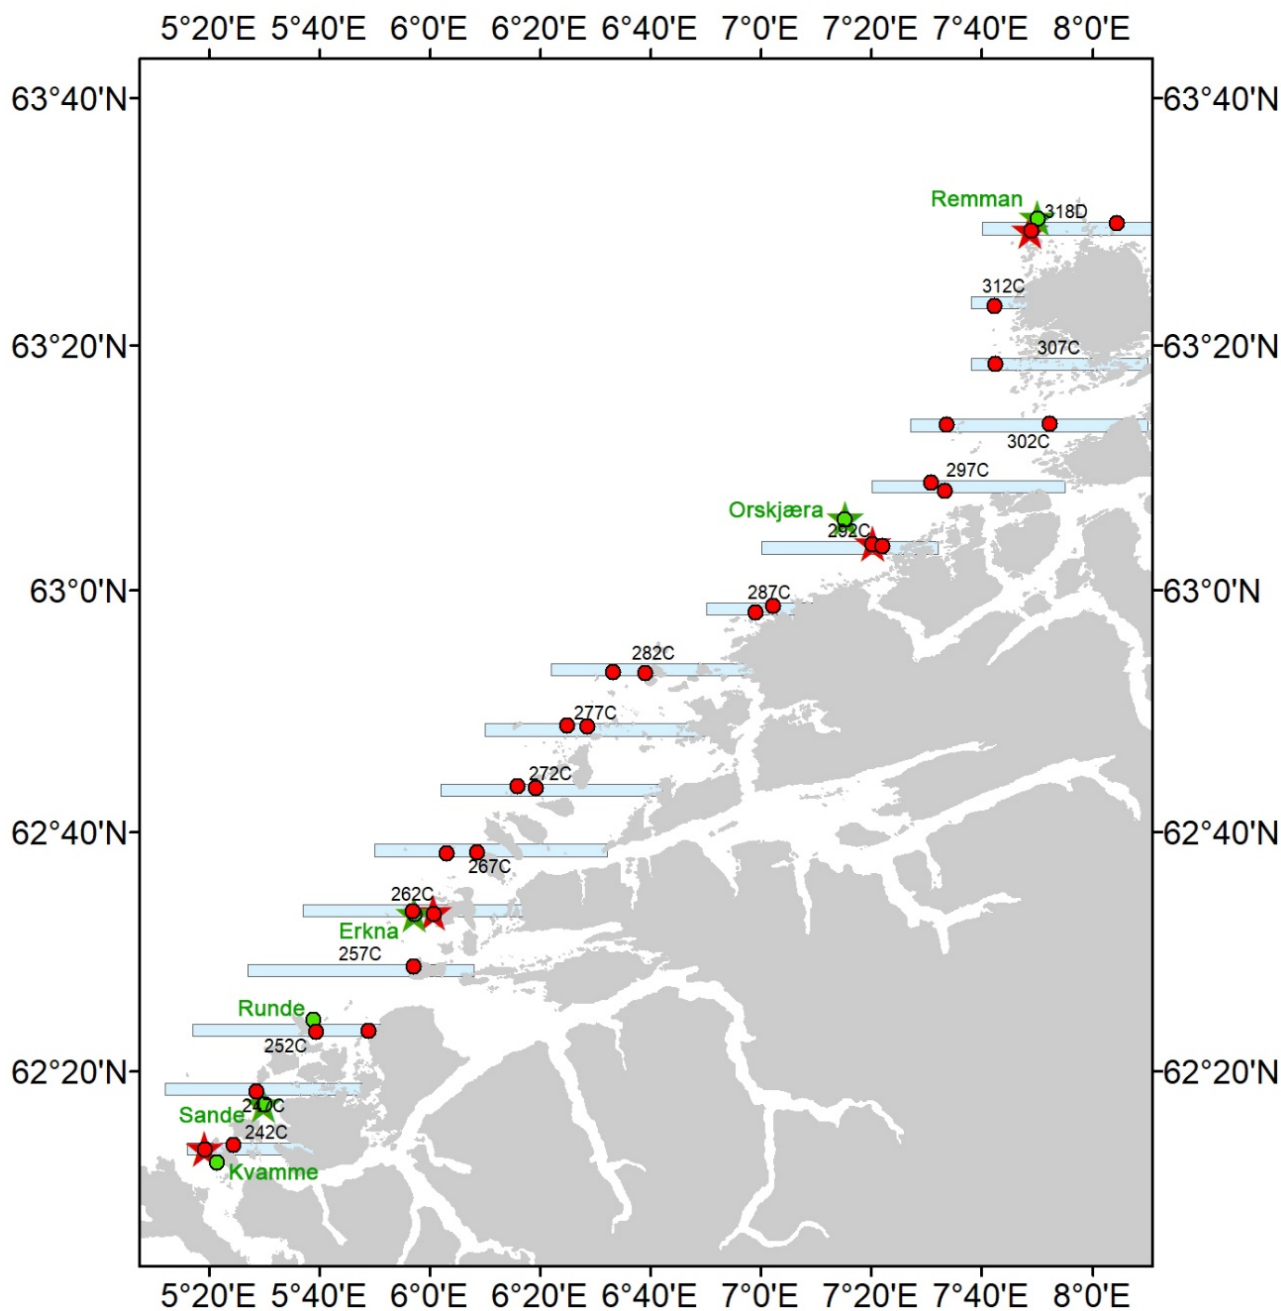 5°20'E 5°40'E 6°0'E 6°20'E 6°40'E 7°0'E 7°20'E 7°40'E 8°0'E
63°40'N 63°40'N
Remman
318D
312C
63°20'N 307C 63°20'N
302C
297C
Orskjæra
292C
63°0'N 287C 63°0'N
282C
277C
272C
62°40'N 62°40'N
267C
262C
Erkna
257C
Runde
252C
62°20'N 62°20'N
247C
Sande
242C
Kvamme
5°20'E 5°40'E 6°0'E 6°20'E 6°40'E 7°0'E 7°20'E 7°40'E 8°0'E